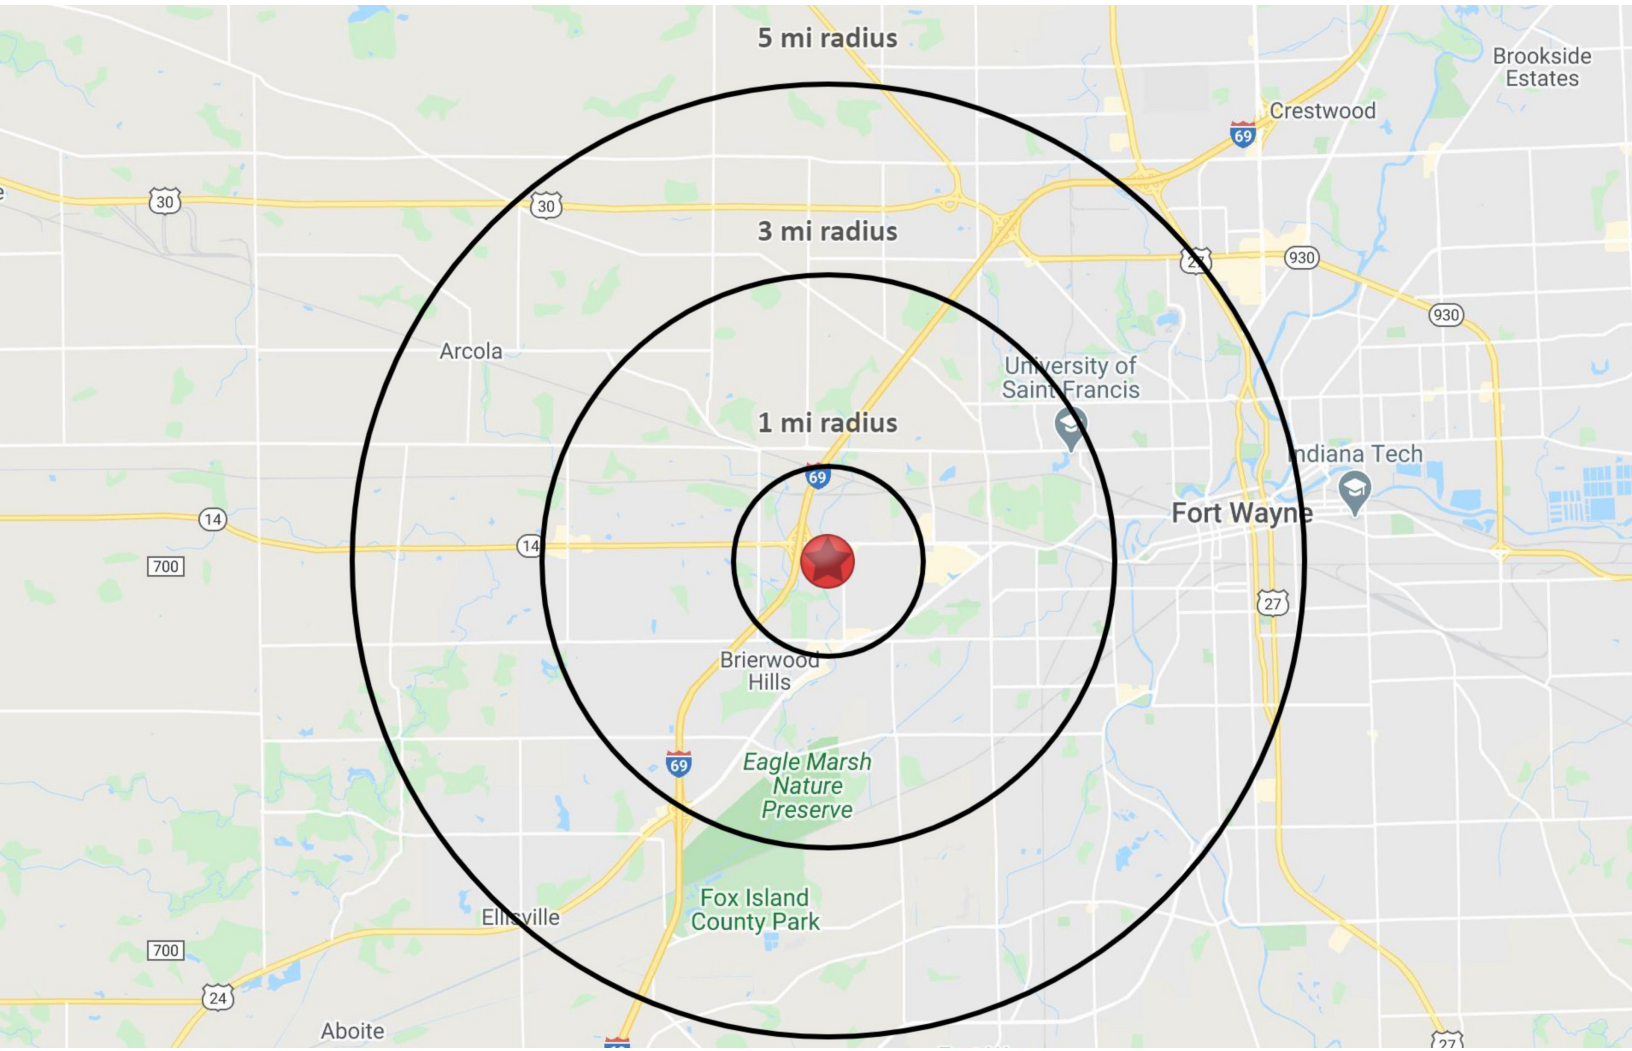 5 mi radius
Brookside
Estates
Crestwood
69
30
30
3 mi radius
27
930
930
Arcola
University of
Saint Francis
1 mi radius
Indiana Tech
69
14
Fort Wayne
14
700
27
Brierwood
Hills
69
Eagle Marsh
Nature
Preserve
Fox Island
County Park
Ellisville
700
24
Aboite
27